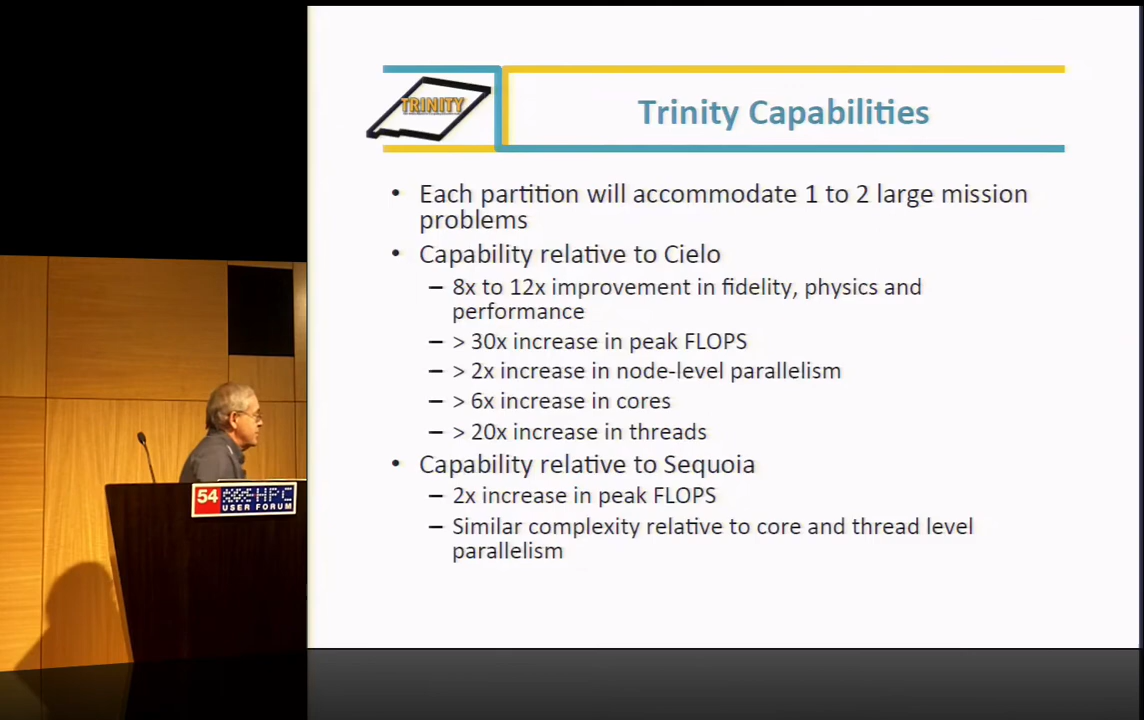 TRINITY
Trinity Capabilities
• Each partition will accommodate 1 to 2 large mission
problems
• Capability relative to Cielo
– 8x to 12x improvement in fidelity, physics and
performance
– > 30x increase in peak FLOPS
– > 2x increase in node-level parallelism
– > 6x increase in cores
– > 20x increase in threads
• Capability relative to Sequoia
– 2x increase in peak FLOPS
– Similar complexity relative to core and thread level
parallelism
54 HPC
USER FORUM